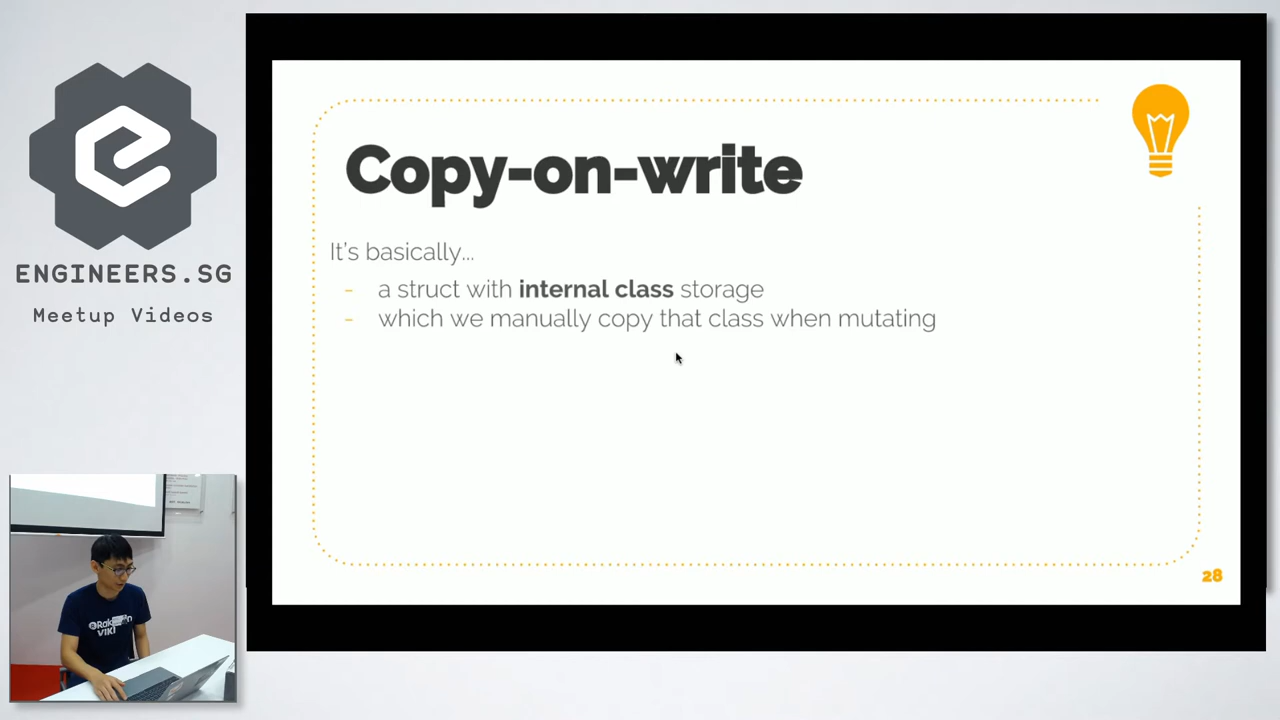 ENGINEERS.SG
Meetup Videos
Copy-on-write
It's basically...
- a struct with internal class storage
- which we manually copy that class when mutating
28
VIKI